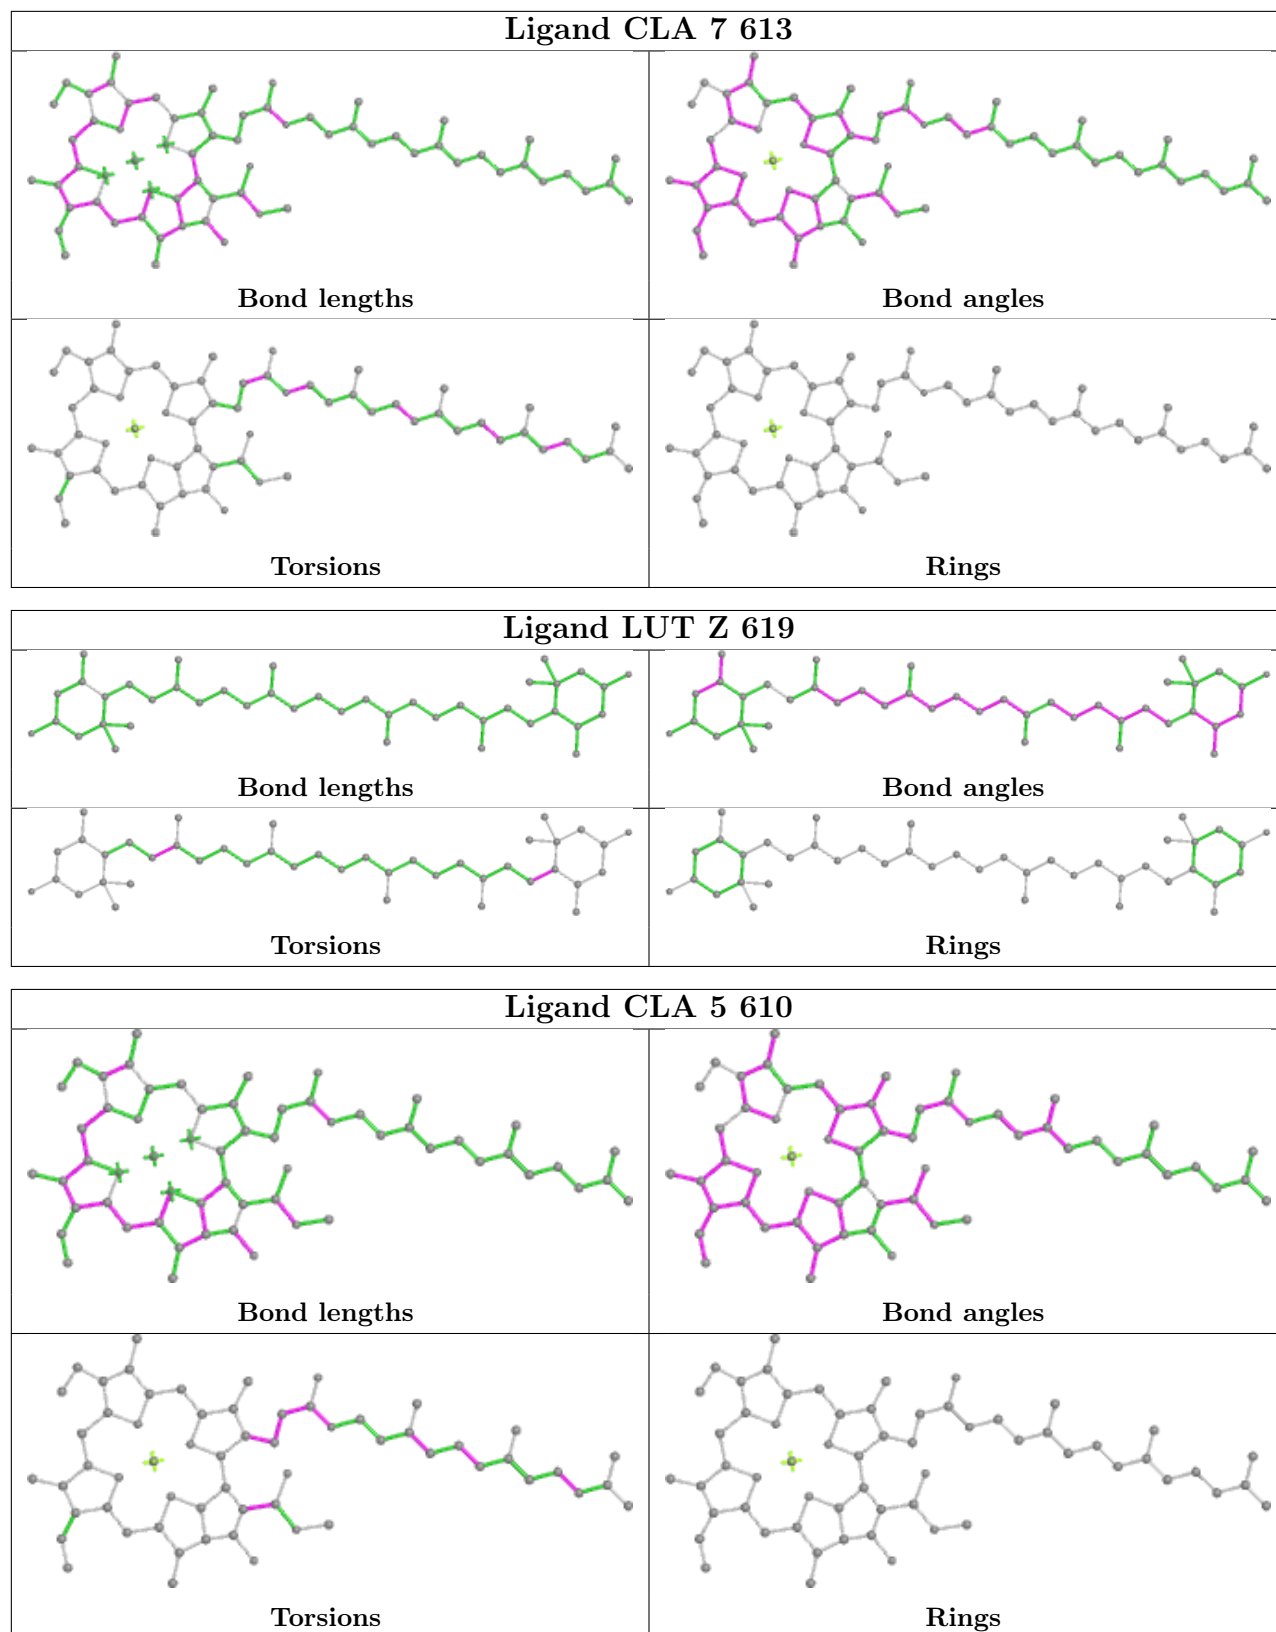 Ligand CLA 7 613
Bond lengths
Bond angles
Torsions
Rings
Ligand LUT Z 619
Bond lengths
Bond angles
Torsions
Rings
Ligand CLA 5 610
Bond lengths
Bond angles
Torsions
Rings